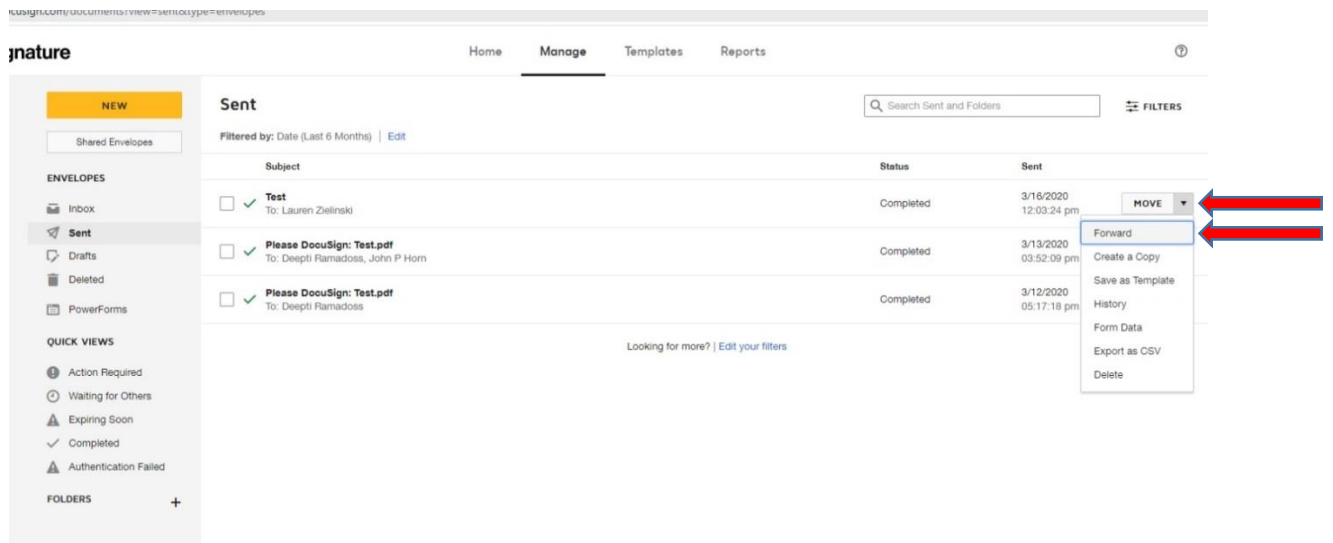 ocusign.com/documents?view=sent&type=envelopes
gnature
Home Manage Templates Reports
NEW
Shared Envelopes
ENVELOPES
Inbox
Sent
Drafts
Deleted
PowerForms
QUICK VIEWS
Action Required
Waiting for Others
Expiring Soon
Completed
Authentication Failed
FOLDERS +
Sent
Search Sent and Folders
FILTERS
Filtered by: Date (Last 6 Months) | Edit
Subject Status Sent
Test
To: Lauren Zielinski
Completed
3/16/2020
12:03:24 pm
MOVE
Please DocuSign: Test.pdf
To: Deepti Ramadoss, John P Horn
Completed
3/13/2020
03:52:09 pm
Please DocuSign: Test.pdf
To: Deepti Ramadoss
Completed
3/12/2020
05:17:18 pm
Forward
Create a Copy
Save as Template
History
Form Data
Export as CSV
Delete
Looking for more? | Edit your filters